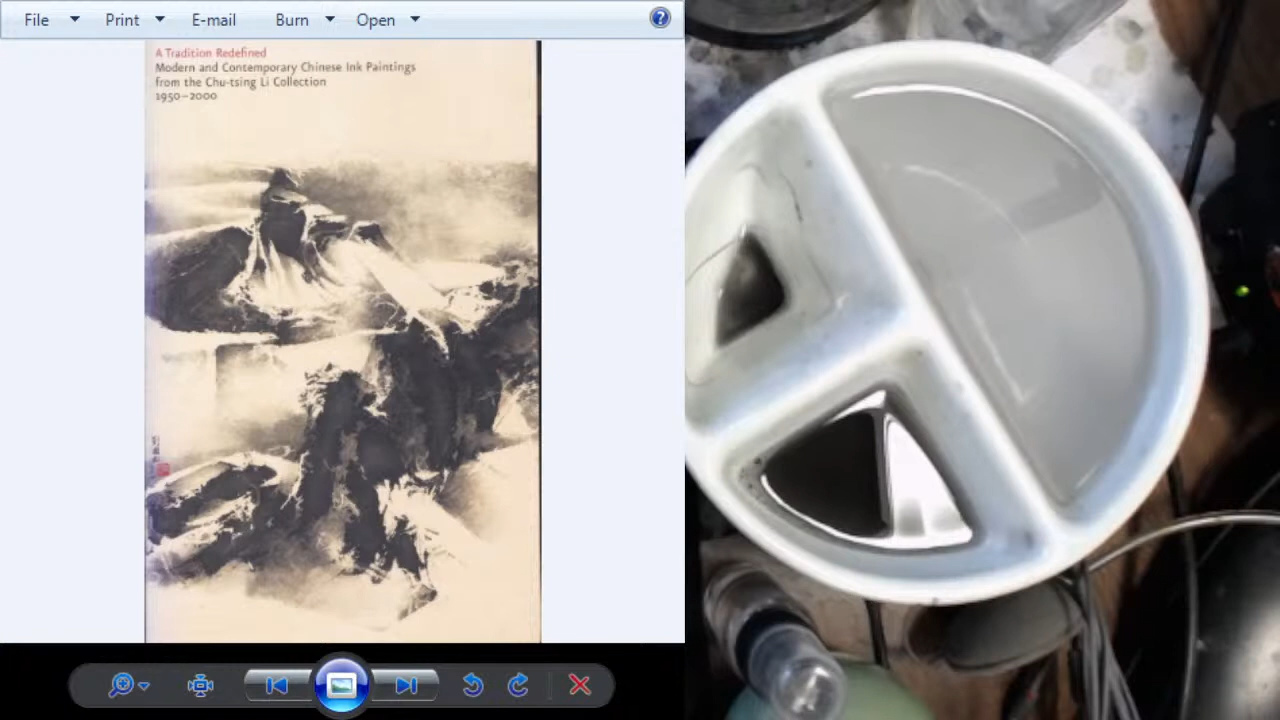 File Print E-mail Burn Open
A Tradition Redefined
Modern and Contemporary Chinese Ink Paintings
from the Chu-tsing Li Collection
1950–2000